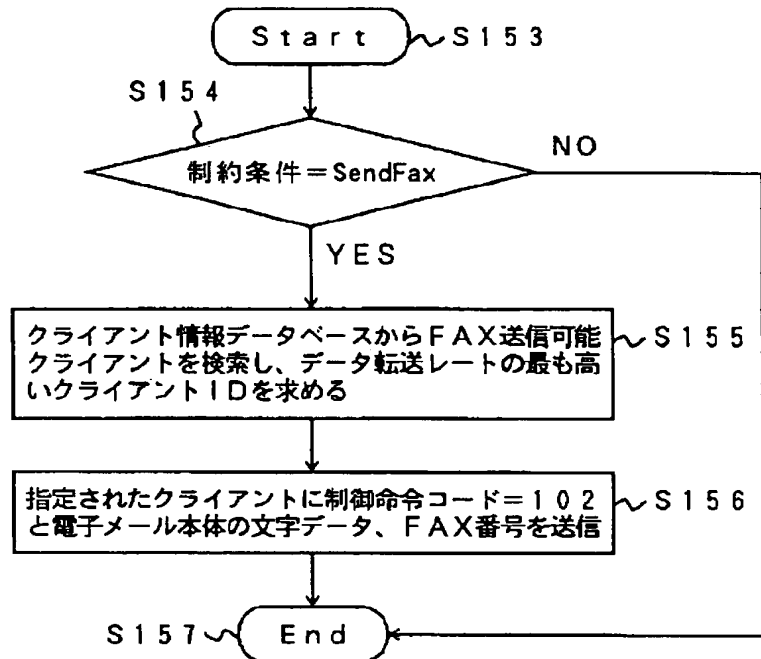 Start
S153
S154
制約条件=SendFax
NO
YES
クライアント情報データベースからFAX送信可能
クライアントを検索し、データ転送レートの最も高
いクライアントIDを求める
S155
指定されたクライアントに制御命令コード=102
と電子メール本体の文字データ、FAX番号を送信
S156
S157
End